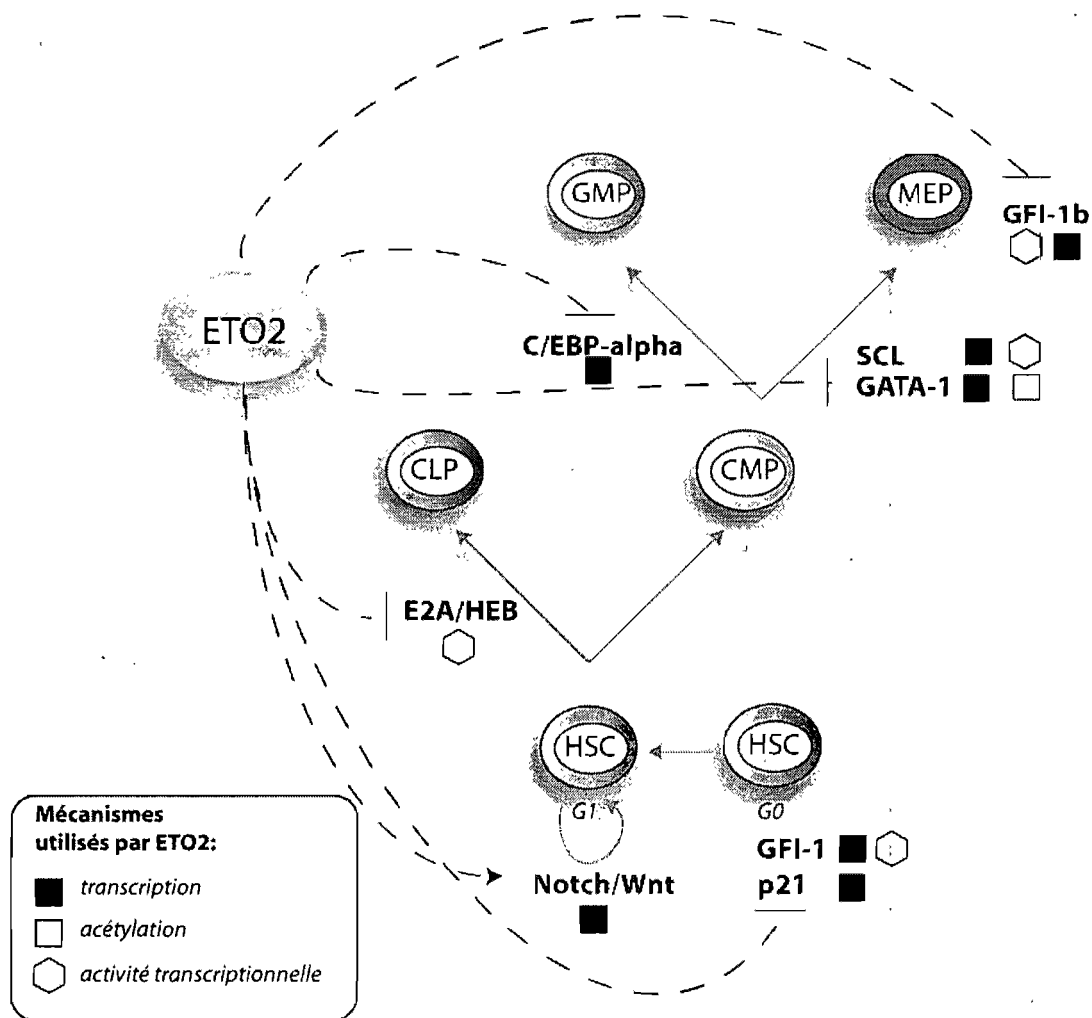 GMP
MEP
GFI-1b
ETO2
C/EBP-alpha
SCL
GATA-1
CLP
CMP
E2A/HEB
HSC
HSC
G1
G0
GFI-1
p21
Notch/Wnt
Mécanismes
utilisés par ETO2:
transcription
acétylation
activité transcriptionnelle